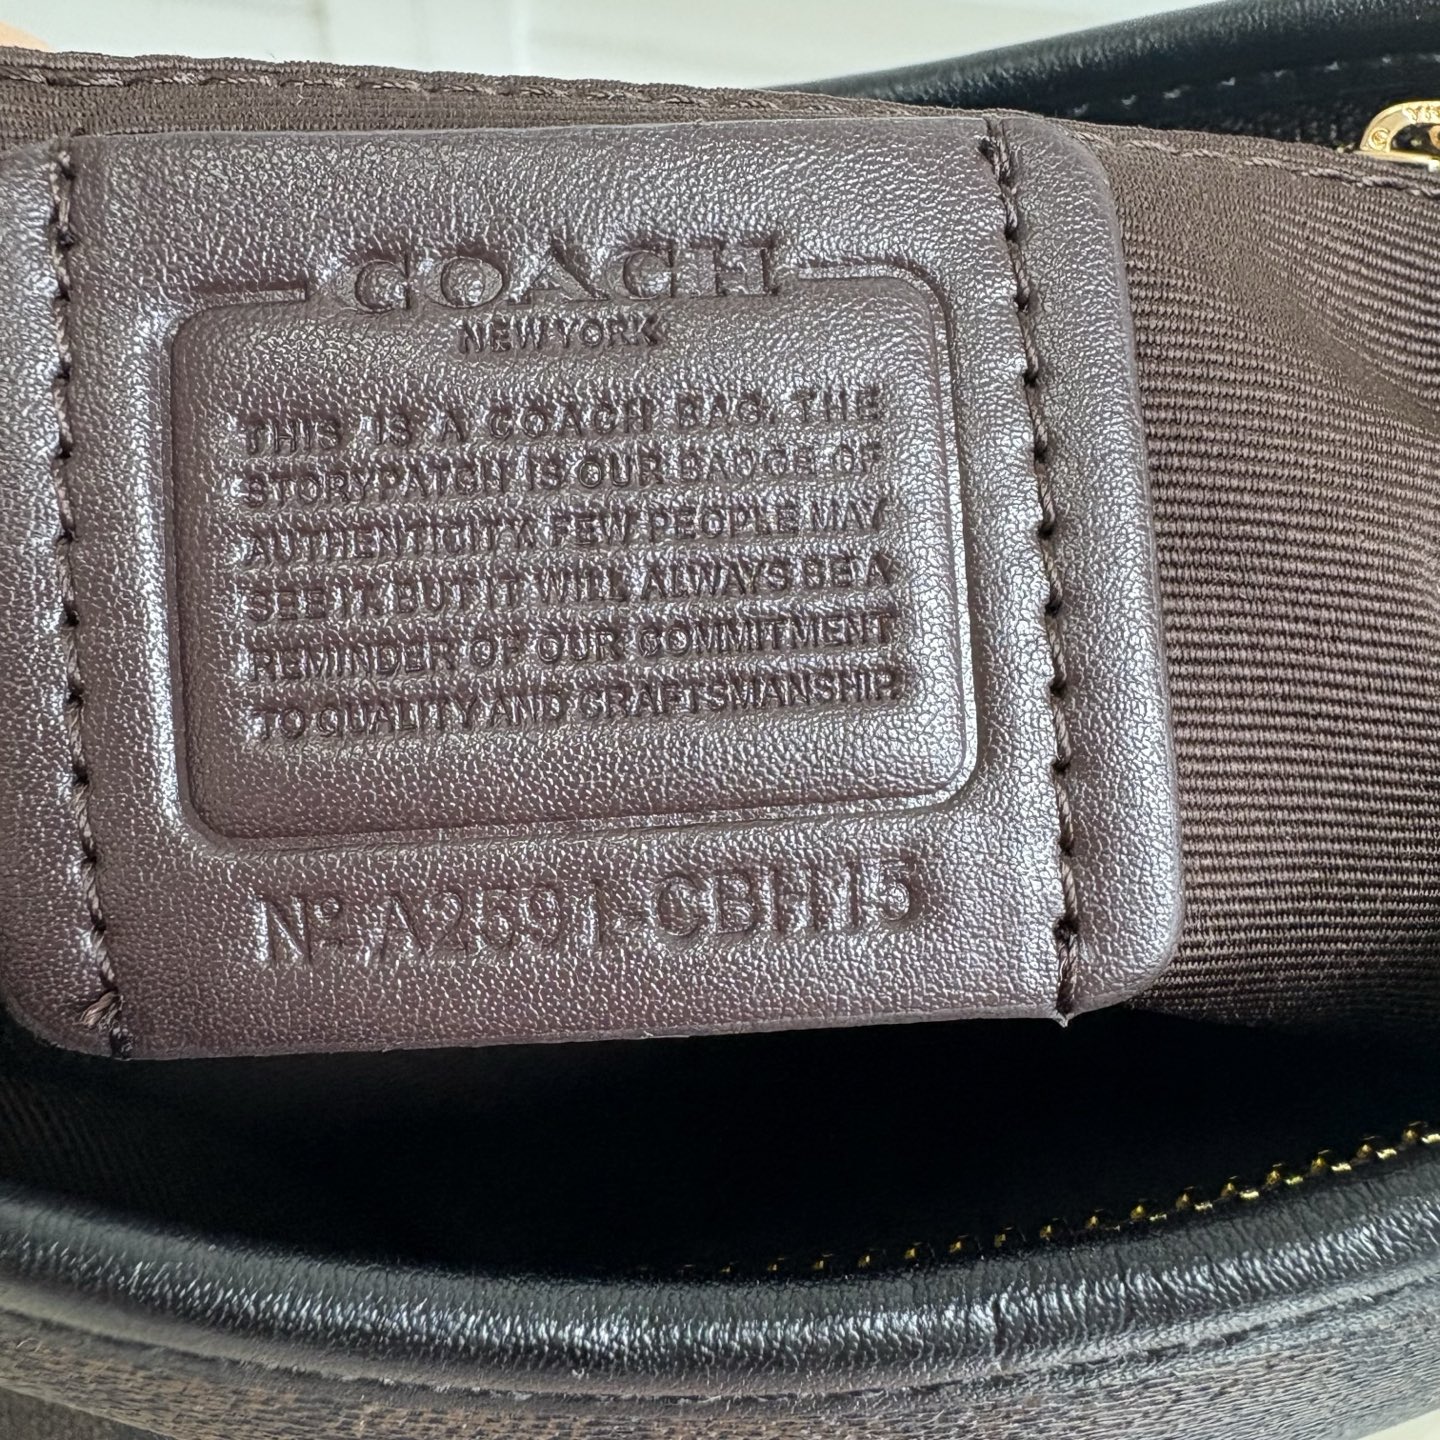 COACH
NEW YORK
THIS IS A COACH BAG. THE
STORYPATCH IS OUR BADGE OF
AUTHENTICITY. FEW PEOPLE MAY
SEE IT. BUT IT WILL ALWAYS BE A
REMINDER OF OUR COMMITMENT
TO QUALITY AND CRAFTSMANSHIP.
Nº A2591-CBH15